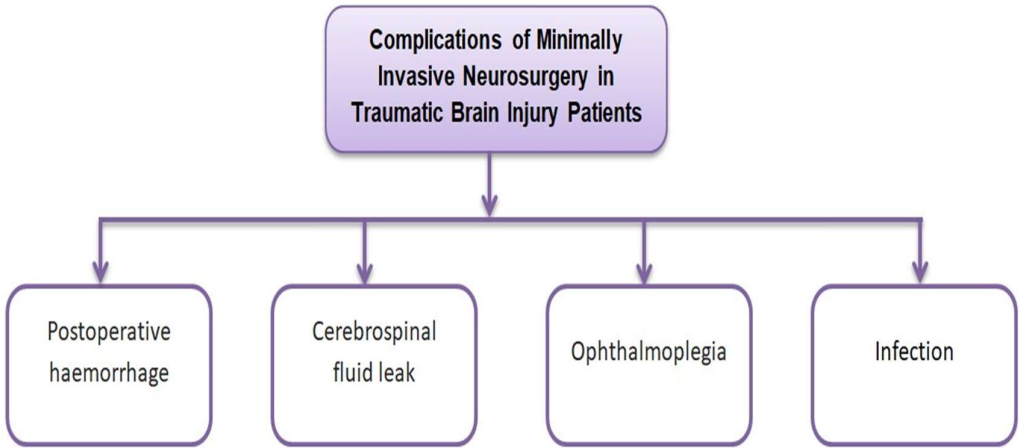 Complications of Minimally
Invasive Neurosurgery in
Traumatic Brain Injury Patients
Postoperative
haemorrhage
Cerebrospinal
fluid leak
Ophthalmoplegia
Infection